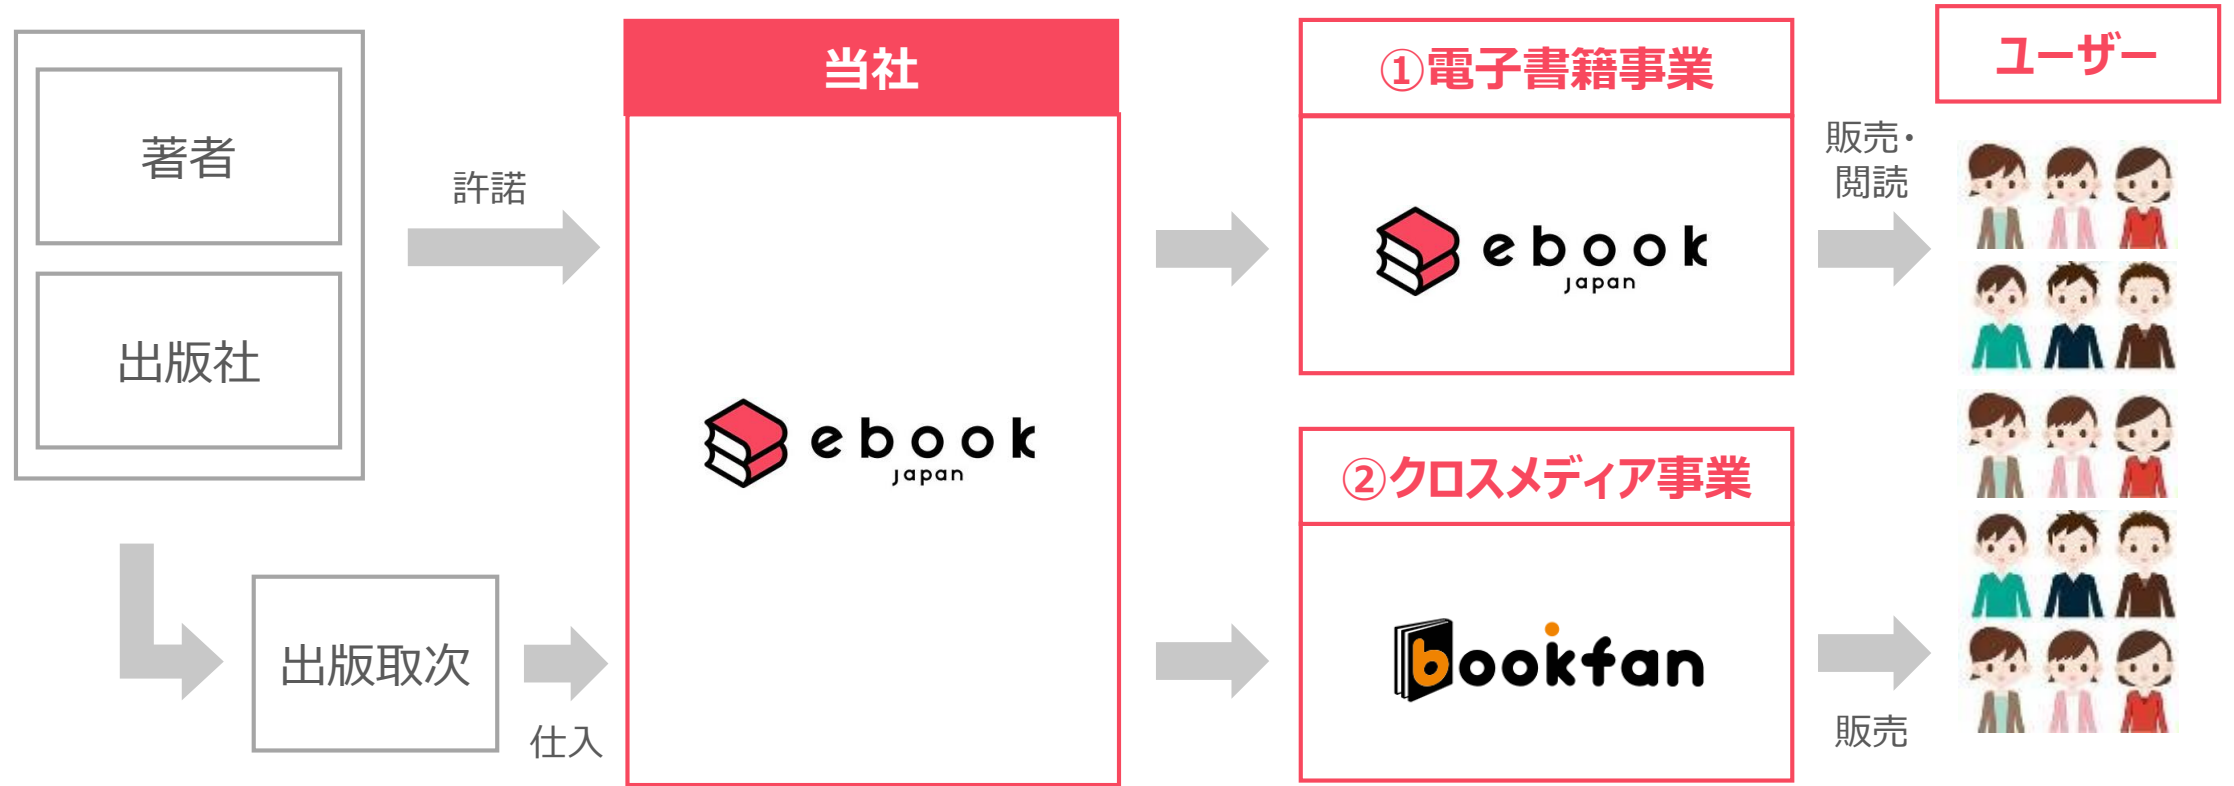 著者
出版社
許諾
出版取次
仕入
当社
ebook
japan
①電子書籍事業
ebook
japan
販売・
閲読
②クロスメディア事業
bookfan
販売
ユーザー